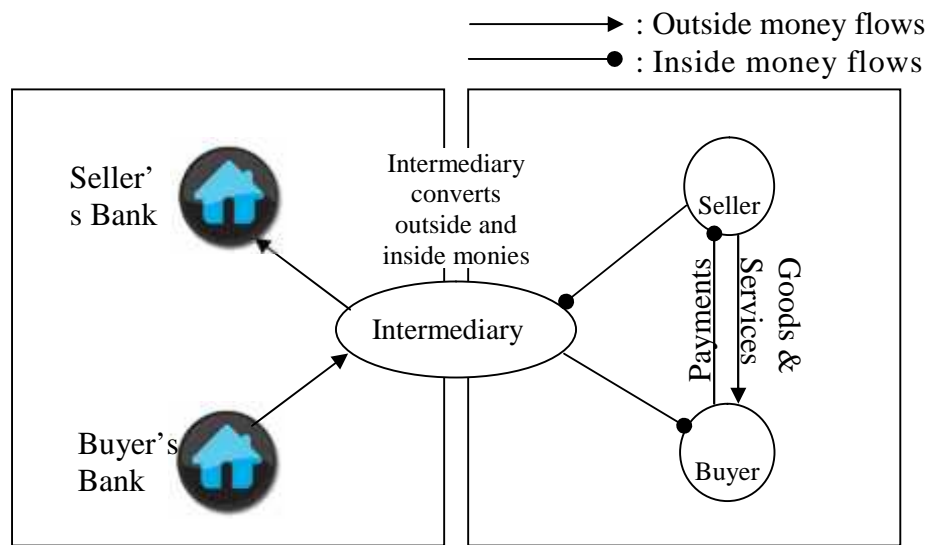 : Outside money flows
: Inside money flows
Seller’
s Bank
Intermediary
converts
outside and
inside monies
Seller
Intermediary
Payments
Services
Goods &
Buyer’s
Bank
Buyer